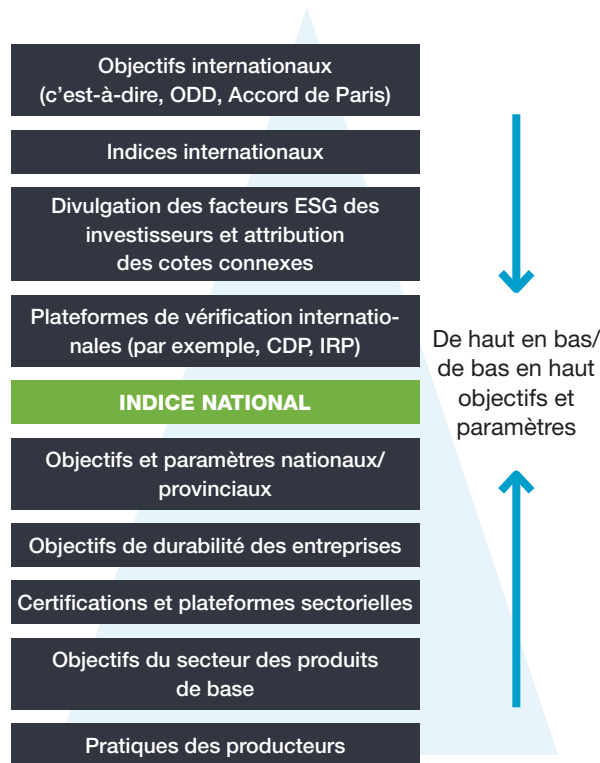 Objectifs internationaux
(c'est-à-dire, ODD, Accord de Paris)
Indices internationaux
Divulgation des facteurs ESG des
investisseurs et attribution
des cotes connexes
Plateformes de vérification internatio-
nales (par exemple, CDP, IRP)
De haut en bas/
de bas en haut
objectifs et
paramètres
INDICE NATIONAL
Objectifs et paramètres nationaux/
provinciaux
Objectifs de durabilité des entreprises
Certifications et plateformes sectorielles
Objectifs du secteur des produits
de base
Pratiques des producteurs